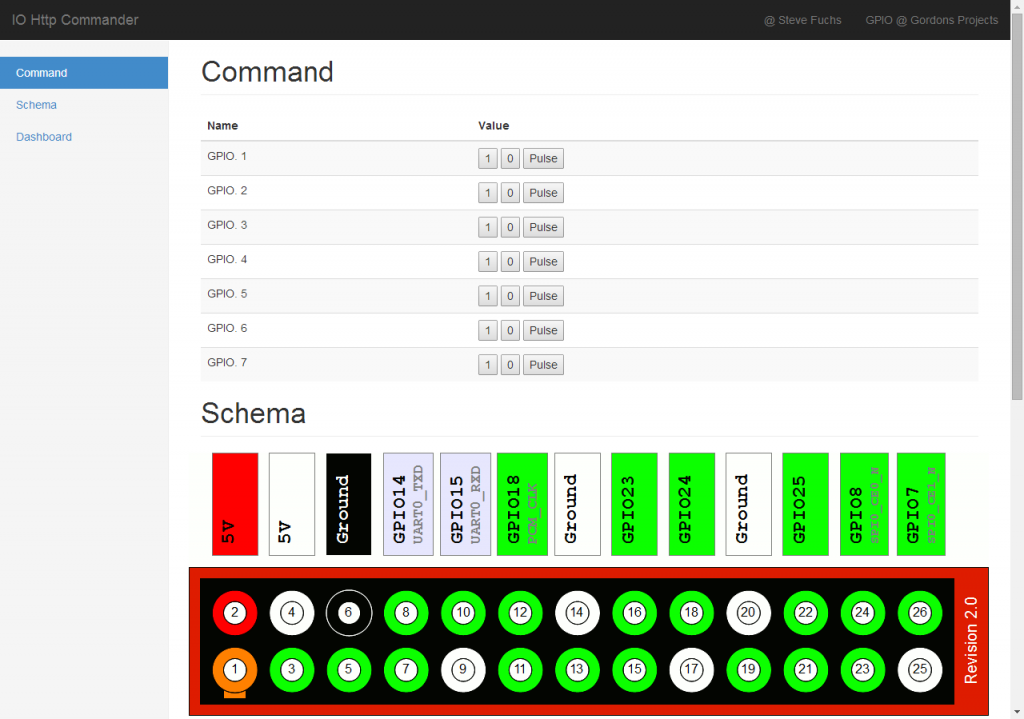 IO Http Commander @ Steve Fuchs GPIO @ Gordons Projects
Command
Schema
Dashboard
Command
Name Value
GPIO. 1 1 0 Pulse
GPIO. 2 1 0 Pulse
GPIO. 3 1 0 Pulse
GPIO. 4 1 0 Pulse
GPIO. 5 1 0 Pulse
GPIO. 6 1 0 Pulse
GPIO. 7 1 0 Pulse
Schema
5V
5V
Ground
GPIO14
UART0_TXD
GPIO15
UART0_RXD
GPIO18
PCM_CLK
Ground
GPIO23
GPIO24
Ground
GPIO25
GPIO8
SPI0_CE0_N
GPIO7
SPI0_CE1_N
2 4 6 8 10 12 14 16 18 20 22 24 26
1 3 5 7 9 11 13 15 17 19 21 23 25
Revision 2.0